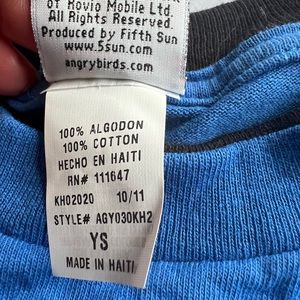 of Rovio Mobile Ltd.
All Rights Reserved.
Produced by Fifth Sun
www.5sun.com
angrybirds.com
100% ALGODON
100% COTTON
HECHO EN HAITI
RN# 111647
KH02020 10/11
STYLE# AGY030KH2
YS
MADE IN HAITI